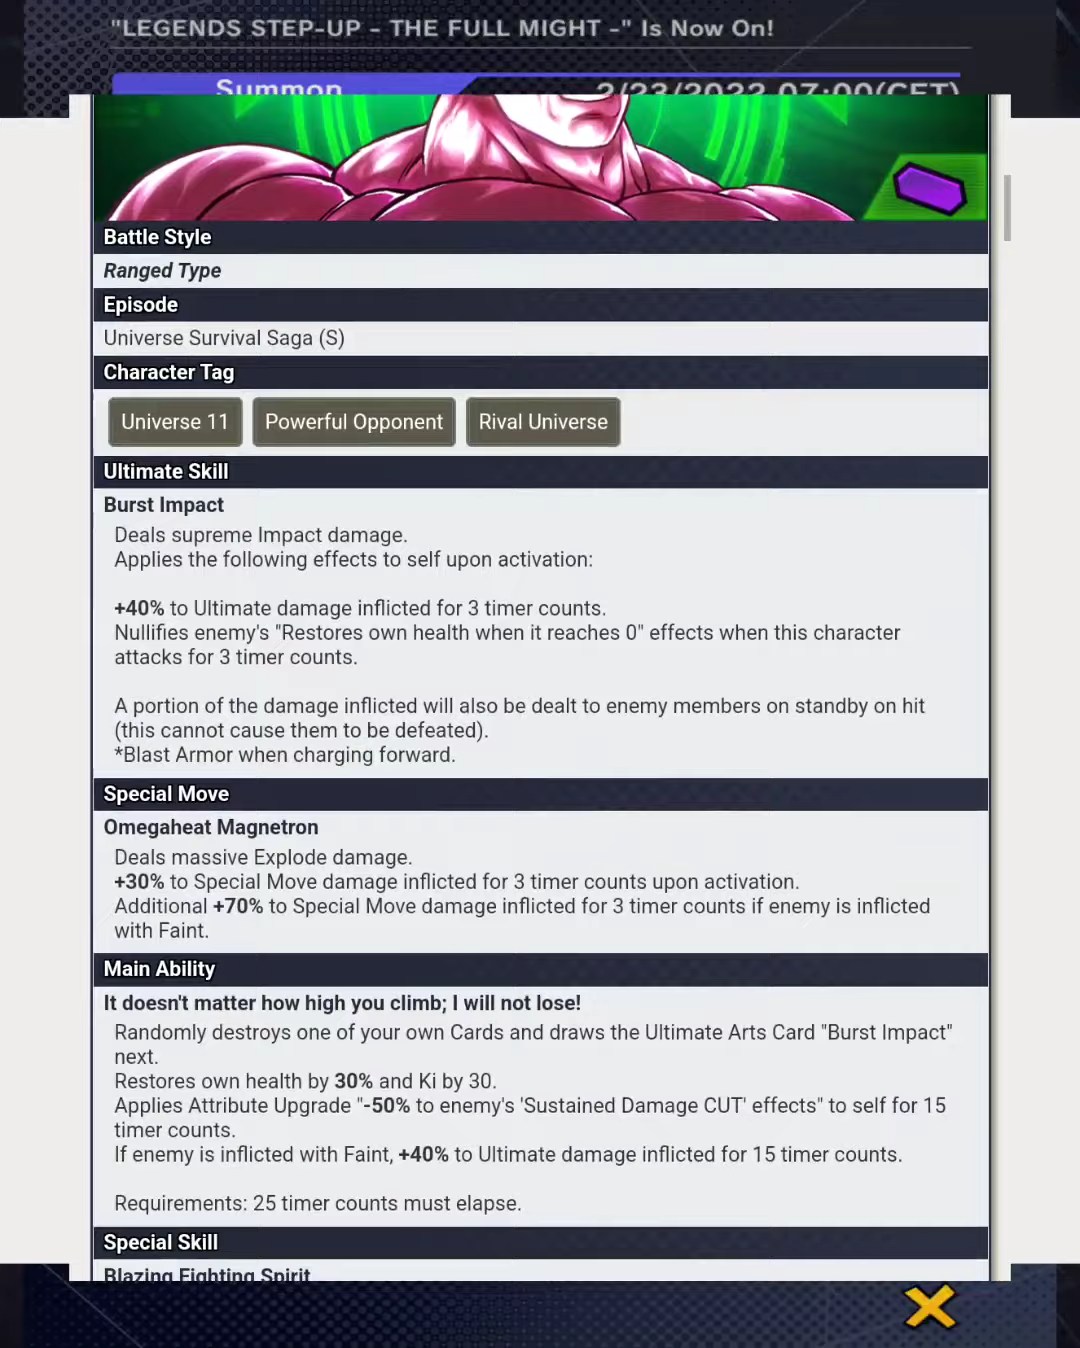 "LEGENDS STEP-UP - THE FULL MIGHT -" Is Now On!
Summon 2/23/2022 07:00(CET)
Battle Style
Ranged Type
Episode
Universe Survival Saga (S)
Character Tag
Universe 11 Powerful Opponent Rival Universe
Ultimate Skill
Burst Impact
Deals supreme Impact damage.
Applies the following effects to self upon activation:
+40% to Ultimate damage inflicted for 3 timer counts.
Nullifies enemy's "Restores own health when it reaches 0" effects when this character
attacks for 3 timer counts.
A portion of the damage inflicted will also be dealt to enemy members on standby on hit
(this cannot cause them to be defeated).
*Blast Armor when charging forward.
Special Move
Omegaheat Magnetron
Deals massive Explode damage.
+30% to Special Move damage inflicted for 3 timer counts upon activation.
Additional +70% to Special Move damage inflicted for 3 timer counts if enemy is inflicted
with Faint.
Main Ability
It doesn't matter how high you climb; I will not lose!
Randomly destroys one of your own Cards and draws the Ultimate Arts Card "Burst Impact"
next.
Restores own health by 30% and Ki by 30.
Applies Attribute Upgrade "-50% to enemy's 'Sustained Damage CUT' effects" to self for 15
timer counts.
If enemy is inflicted with Faint, +40% to Ultimate damage inflicted for 15 timer counts.
Requirements: 25 timer counts must elapse.
Special Skill
Blazing Fighting Spirit